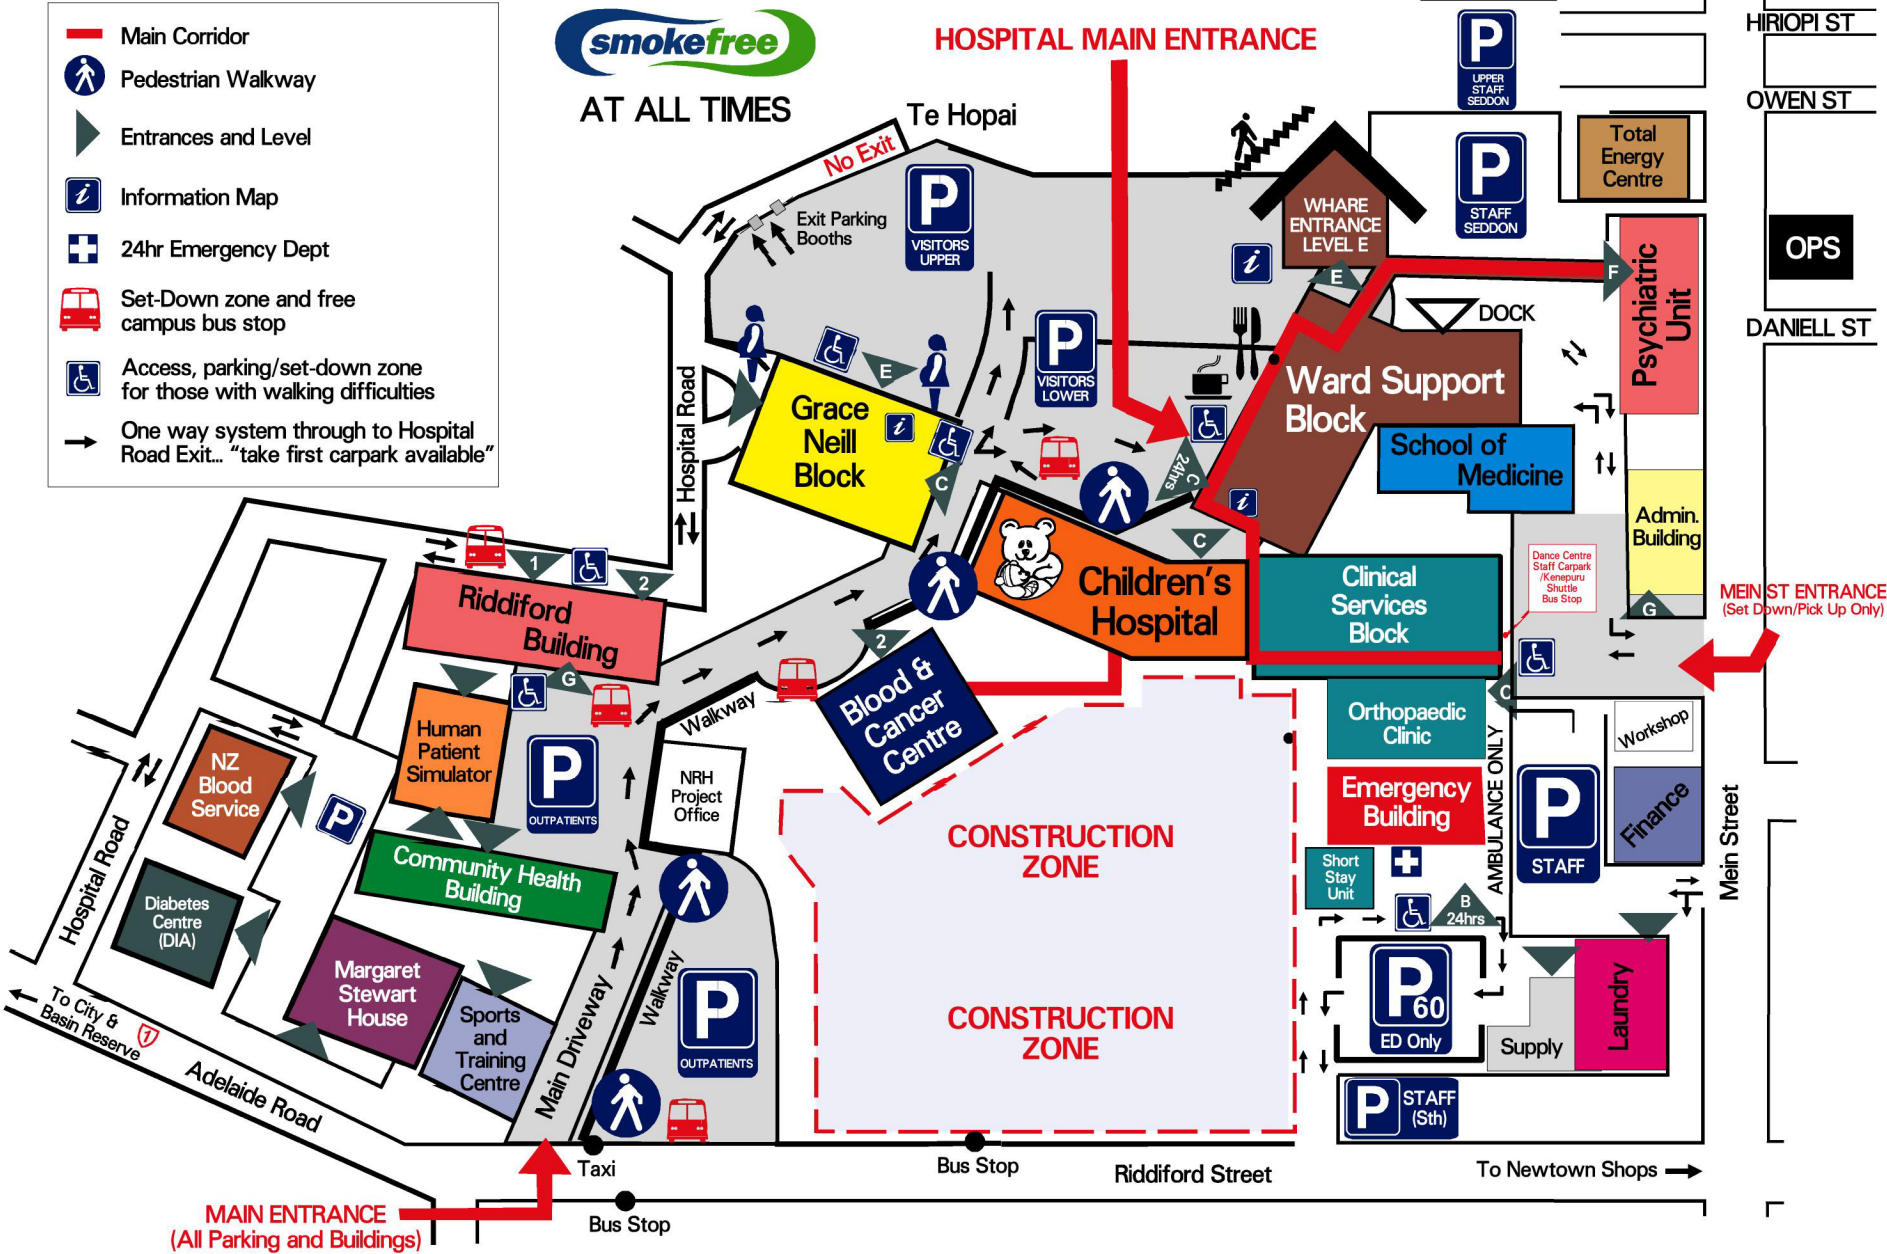 Main Corridor
Pedestrian Walkway
Entrances and Level
i
Information Map
24hr Emergency Dept
Set-Down zone and free
campus bus stop
Access, parking/set-down zone
for those with walking difficulties
One way system through to Hospital
Road Exit... “take first carpark available”
smokefree
AT ALL TIMES
HOSPITAL MAIN ENTRANCE
Te Hopai
No Exit
Exit Parking
Booths
P
VISITORS
UPPER
P
VISITORS
LOWER
P
UPPER
STAFF
SEDDON
P
STAFF
SEDDON
HIRIOPI ST
OWEN ST
DANIELL ST
Total
Energy
Centre
OPS
WHARE
ENTRANCE
LEVEL E
i
E
F
Psychiatric
Unit
DOCK
Ward Support
Block
School of
Medicine
Admin.
Building
G
Dance Centre
Staff Carpark
/Kenepuru
Shuttle
Bus Stop
MEIN ST ENTRANCE
(Set Down/Pick Up Only)
Hospital Road
E
Grace
Neill
Block
i
C
C
24hrs
i
C
Children’s
Hospital
Clinical
Services
Block
C
Orthopaedic
Clinic
Emergency
Building
Short
Stay
Unit
AMBULANCE ONLY
B
24hrs
P
STAFF
Workshop
Finance
Mein Street
P60
ED Only
Supply
Laundry
P
STAFF
(Sth)
1
2
Riddiford
Building
G
Human
Patient
Simulator
P
OUTPATIENTS
Walkway
NRH
Project
Office
2
Blood &
Cancer
Centre
CONSTRUCTION
ZONE
CONSTRUCTION
ZONE
NZ
Blood
Service
P
Community Health
Building
Diabetes
Centre
(DIA)
Margaret
Stewart
House
Sports
and
Training
Centre
Main Driveway
Walkway
P
OUTPATIENTS
Hospital Road
To City &
Basin Reserve
1
Adelaide Road
Taxi
Bus Stop
Bus Stop
Riddiford Street
To Newtown Shops
MAIN ENTRANCE
(All Parking and Buildings)